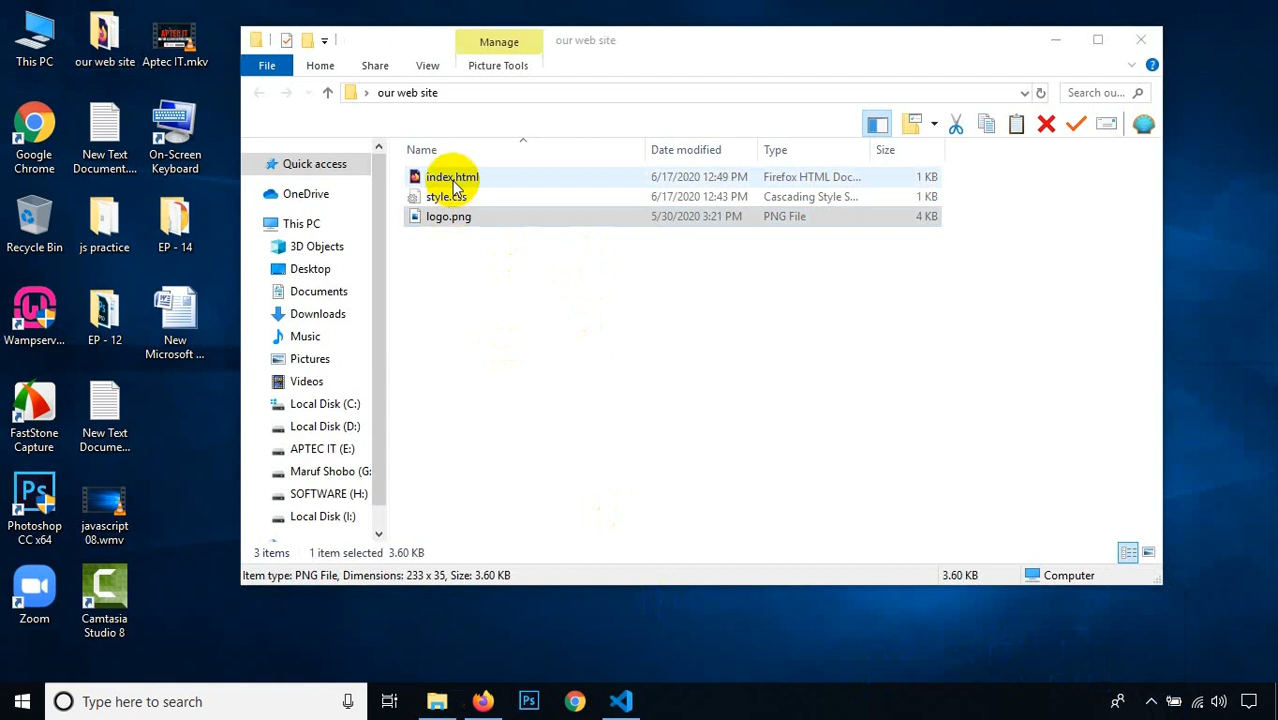 This PC
our web site
Aptec IT.mkv
Google
Chrome
New Text
Document....
On-Screen
Keyboard
Recycle Bin
js practice
EP - 14
Wampserv...
EP - 12
New
Microsoft ...
FastStone
Capture
New Text
Docume...
Photoshop
CC x64
javascript
08.wmv
Zoom
Camtasia
Studio 8
Manage
our web site
File
Home
Share
View
Picture Tools
our web site
Search ou...
Name
Date modified
Type
Size
index.html
6/17/2020 12:49 PM
Firefox HTML Doc...
1 KB
style.css
6/17/2020 12:43 PM
Cascading Style S...
1 KB
logo.png
5/30/2020 3:21 PM
PNG File
4 KB
Quick access
OneDrive
This PC
3D Objects
Desktop
Documents
Downloads
Music
Pictures
Videos
Local Disk (C:)
Local Disk (D:)
APTEC IT (E:)
Maruf Shobo (G:
SOFTWARE (H:)
Local Disk (I:)
3 items
1 item selected 3.60 KB
Item type: PNG File, Dimensions: 233 x 35, Size: 3.60 KB
3.60 KB
Computer
Type here to search
Ps